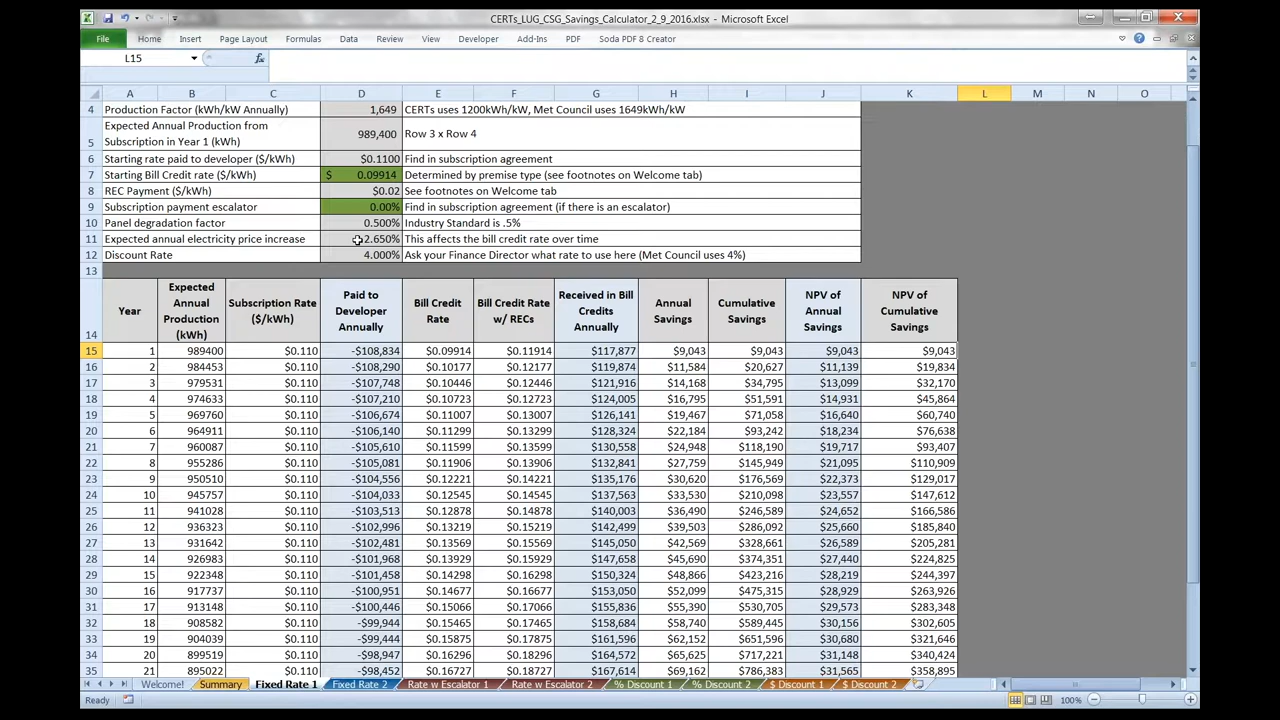 CERTs_LUG_CSG_Savings_Calculator_2_9_2016.xlsx - Microsoft Excel
File Home Insert Page Layout Formulas Data Review View Developer Add-Ins PDF Soda PDF & Creator
L15 fx
A B C D E F G H I J K L M N O
4 Production Factor (kWh/kW Annually) 1,649 CERTs uses 1200kWh/kW, Met Council uses 1649kWh/kW
Expected Annual Production from
5 Subscription in Year 1 (kWh) 989,400 Row 3 x Row 4
6 Starting rate paid to developer ($/kWh) $0.1100 Find in subscription agreement
7 Starting Bill Credit rate ($/kWh) $ 0.09914 Determined by premise type (see footnotes on Welcome tab)
8 REC Payment ($/kWh) $0.02 See footnotes on Welcome tab
9 Subscription payment escalator 0.00% Find in subscription agreement (if there is an escalator)
10 Panel degradation factor 0.500% Industry Standard is .5%
11 Expected annual electricity price increase 2.650% This affects the bill credit rate over time
12 Discount Rate 4.000% Ask your Finance Director what rate to use here (Met Council uses 4%)
13
14 Year Expected Annual Production (kWh) Subscription Rate ($/kWh) Paid to Developer Annually Bill Credit Rate Bill Credit Rate w/ RECs Received in Bill Credits Annually Annual Savings Cumulative Savings NPV of Annual Savings NPV of Cumulative Savings
15 1 989400 $0.110 -$108,834 $0.09914 $0.11914 $117,877 $9,043 $9,043 $9,043 $9,043
16 2 984453 $0.110 -$108,290 $0.10177 $0.12177 $119,874 $11,584 $20,627 $11,139 $19,834
17 3 979531 $0.110 -$107,748 $0.10446 $0.12446 $121,916 $14,168 $34,795 $13,099 $32,170
18 4 974633 $0.110 -$107,210 $0.10723 $0.12723 $124,005 $16,795 $51,591 $14,931 $45,864
19 5 969760 $0.110 -$106,674 $0.11007 $0.13007 $126,141 $19,467 $71,058 $16,640 $60,740
20 6 964911 $0.110 -$106,140 $0.11299 $0.13299 $128,324 $22,184 $93,242 $18,234 $76,638
21 7 960087 $0.110 -$105,610 $0.11599 $0.13599 $130,558 $24,948 $118,190 $19,717 $93,407
22 8 955286 $0.110 -$105,081 $0.11906 $0.13906 $132,841 $27,759 $145,949 $21,095 $110,909
23 9 950510 $0.110 -$104,556 $0.12221 $0.14221 $135,176 $30,620 $176,569 $22,373 $129,017
24 10 945757 $0.110 -$104,033 $0.12545 $0.14545 $137,563 $33,530 $210,098 $23,557 $147,612
25 11 941028 $0.110 -$103,513 $0.12878 $0.14878 $140,003 $36,490 $246,589 $24,652 $166,586
26 12 936323 $0.110 -$102,996 $0.13219 $0.15219 $142,499 $39,503 $286,092 $25,660 $185,840
27 13 931642 $0.110 -$102,481 $0.13569 $0.15569 $145,050 $42,569 $328,661 $26,589 $205,281
28 14 926983 $0.110 -$101,968 $0.13929 $0.15929 $147,658 $45,690 $374,351 $27,440 $224,825
29 15 922348 $0.110 -$101,458 $0.14298 $0.16298 $150,324 $48,866 $423,216 $28,219 $244,397
30 16 917737 $0.110 -$100,951 $0.14677 $0.16677 $153,050 $52,099 $475,315 $28,929 $263,926
31 17 913148 $0.110 -$100,446 $0.15066 $0.17066 $155,836 $55,390 $530,705 $29,573 $283,348
32 18 908582 $0.110 -$99,944 $0.15465 $0.17465 $158,684 $58,740 $589,445 $30,156 $302,605
33 19 904039 $0.110 -$99,444 $0.15875 $0.17875 $161,596 $62,152 $651,596 $30,680 $321,646
34 20 899519 $0.110 -$98,947 $0.16296 $0.18296 $164,572 $65,625 $717,221 $31,148 $340,424
35 21 895022 $0.110 -$98,452 $0.16727 $0.18727 $167,614 $69,162 $786,383 $31,565 $358,895
Welcome! Summary Fixed Rate 1 Fixed Rate 2 Rate w Escalator 1 Rate w Escalator 2 % Discount 1 % Discount 2 $ Discount 1 $ Discount 2
Ready 100%